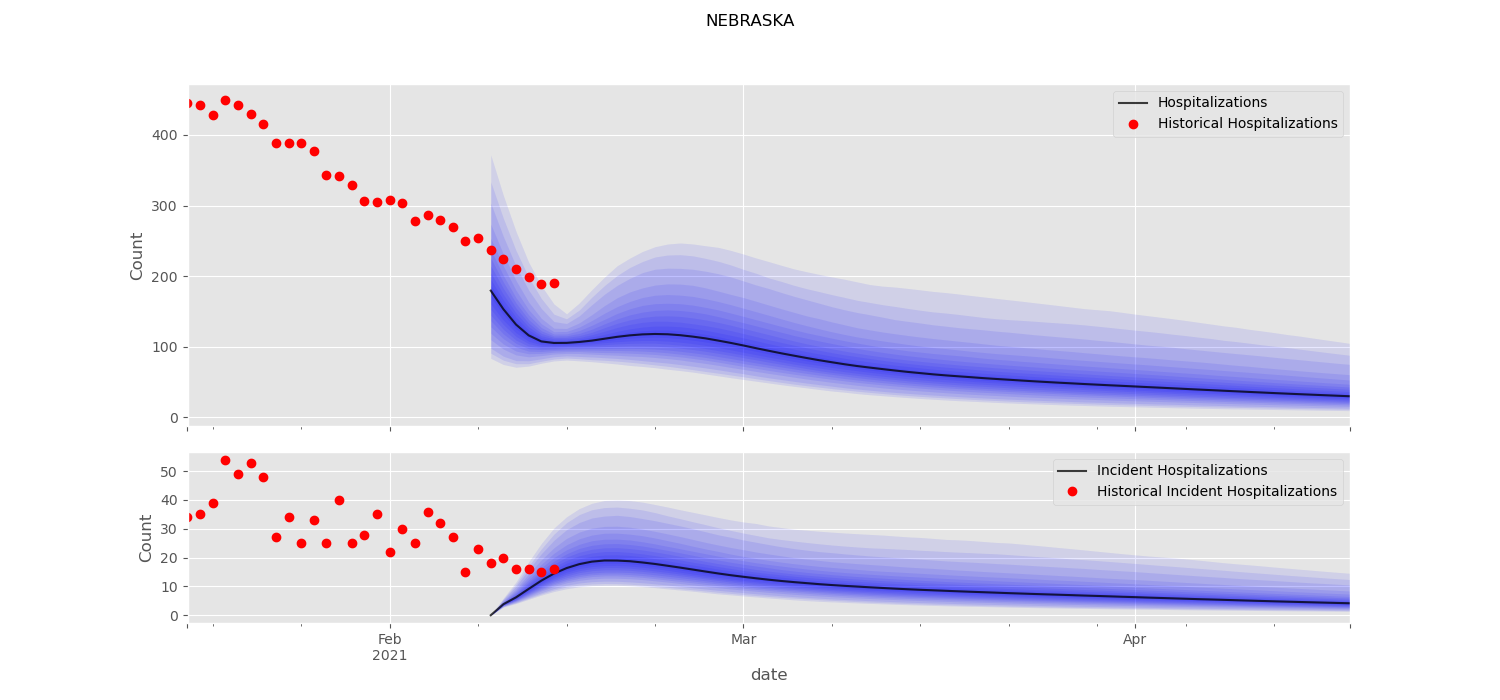 NEBRASKA
Hospitalizations
Historical Hospitalizations
400
300
200
100
0
Count
Incident Hospitalizations
Historical Incident Hospitalizations
50
40
30
20
10
0
Count
Feb
2021
Mar
Apr
date